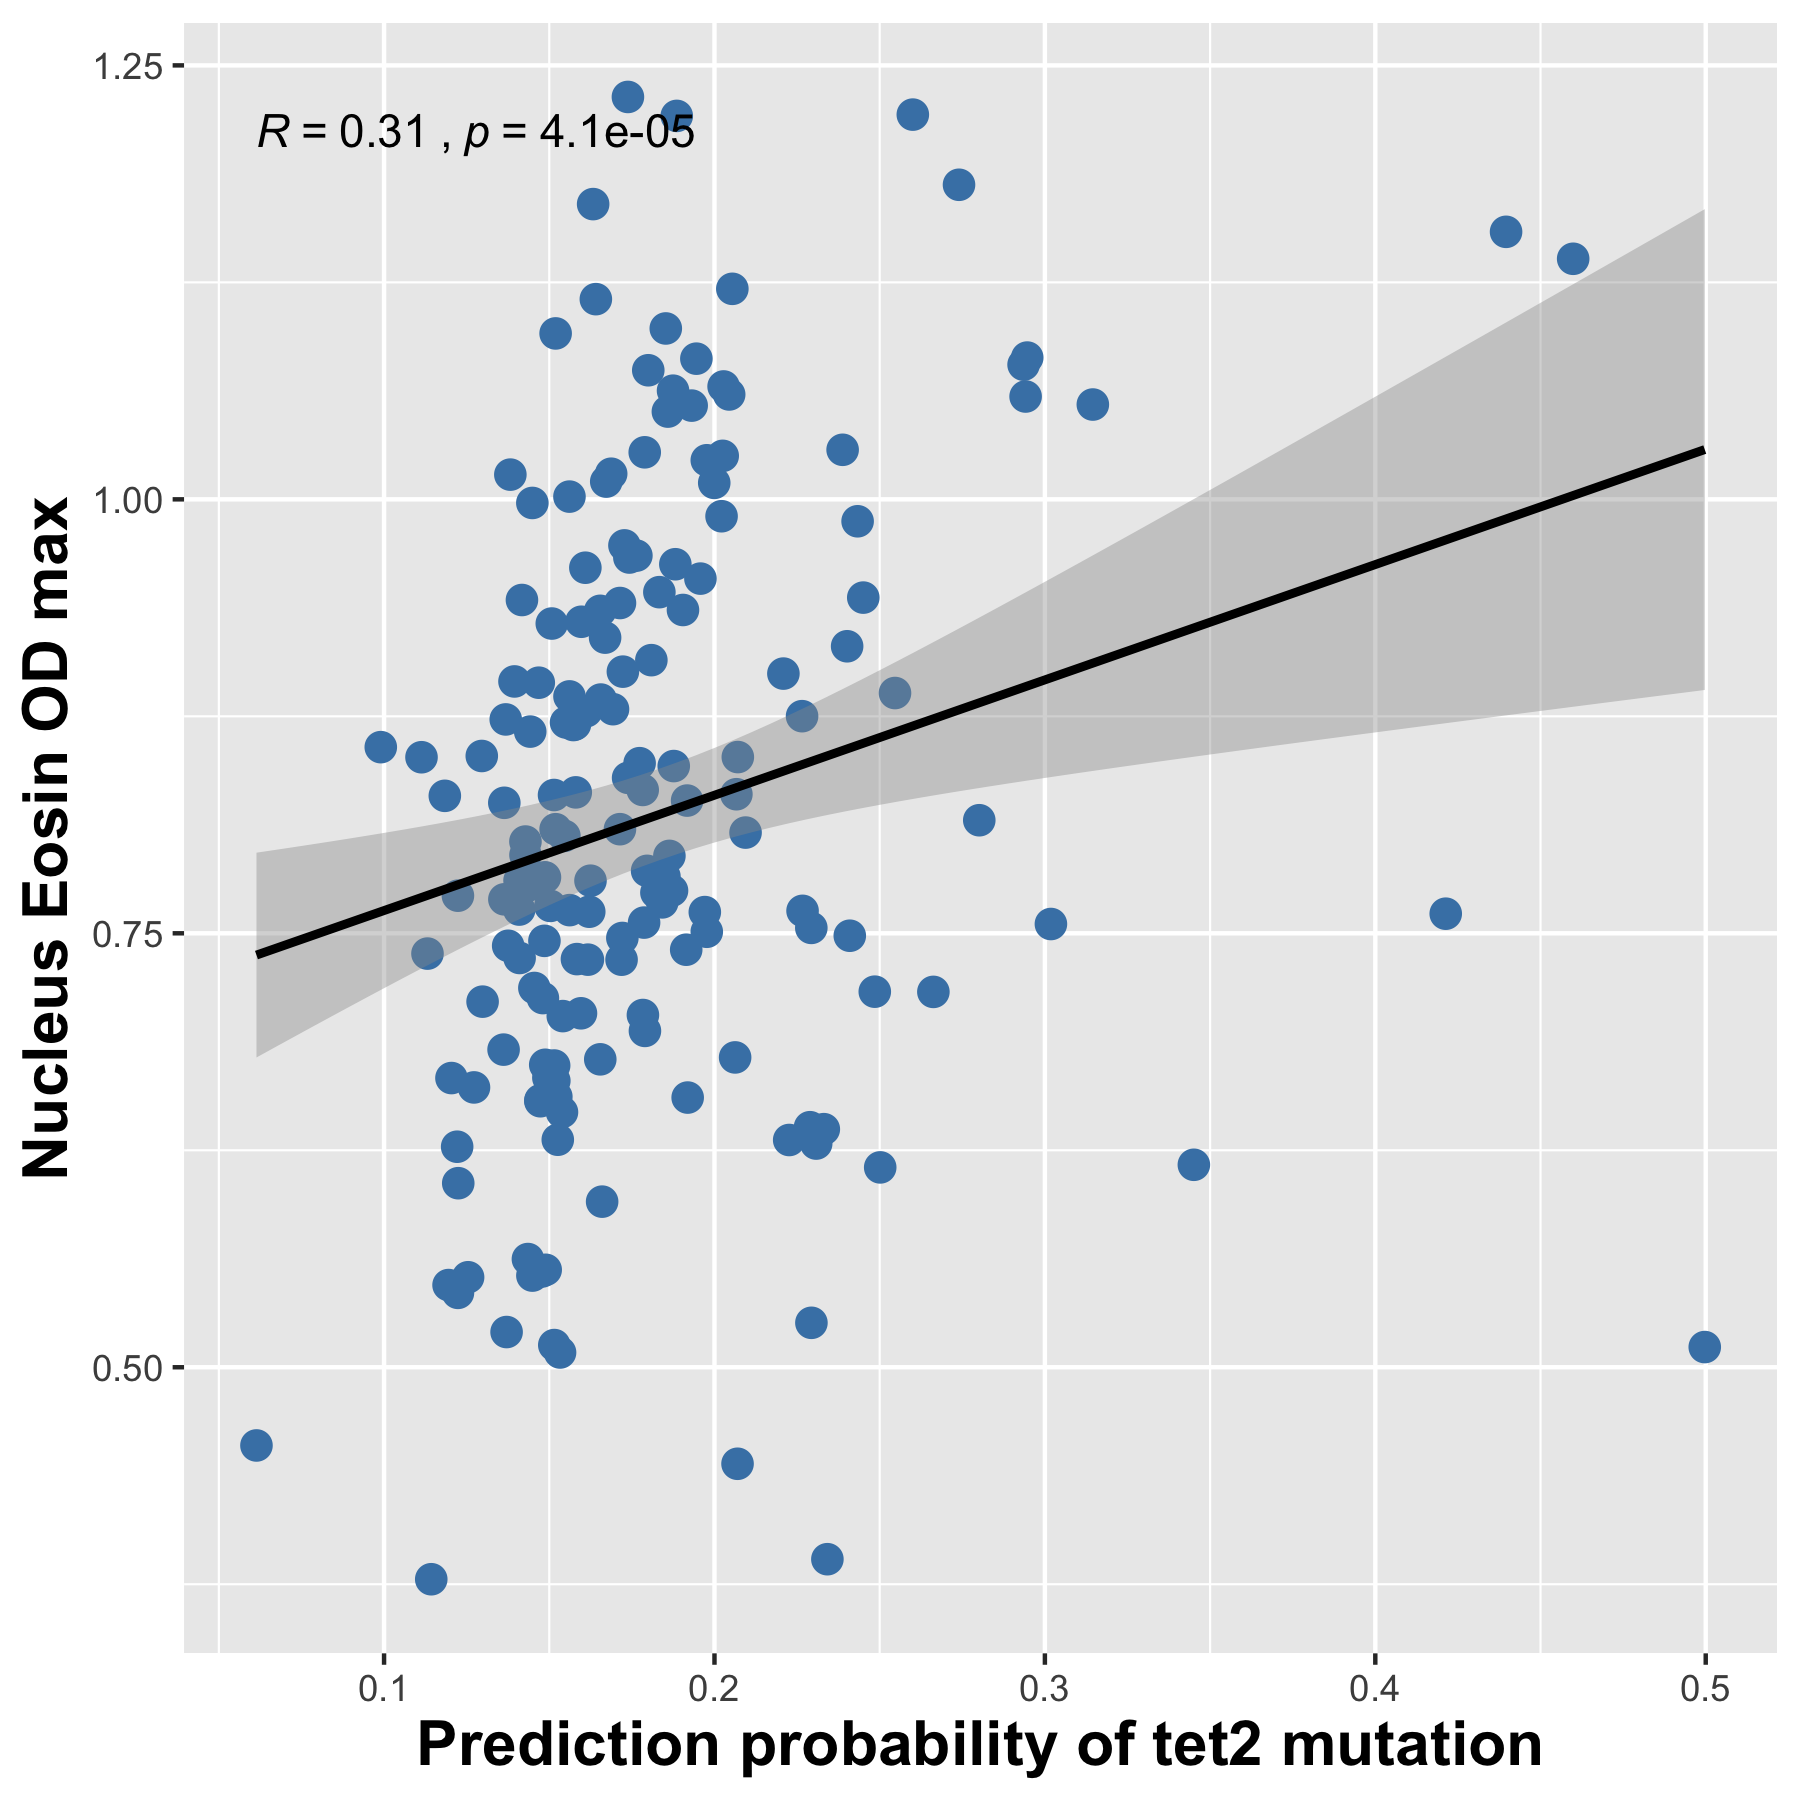 1.25
R = 0.31 , p = 4.1e-05
1.00
0.75
0.50
Nucleus Eosin OD max
0.1 0.2 0.3 0.4 0.5
Prediction probability of tet2 mutation